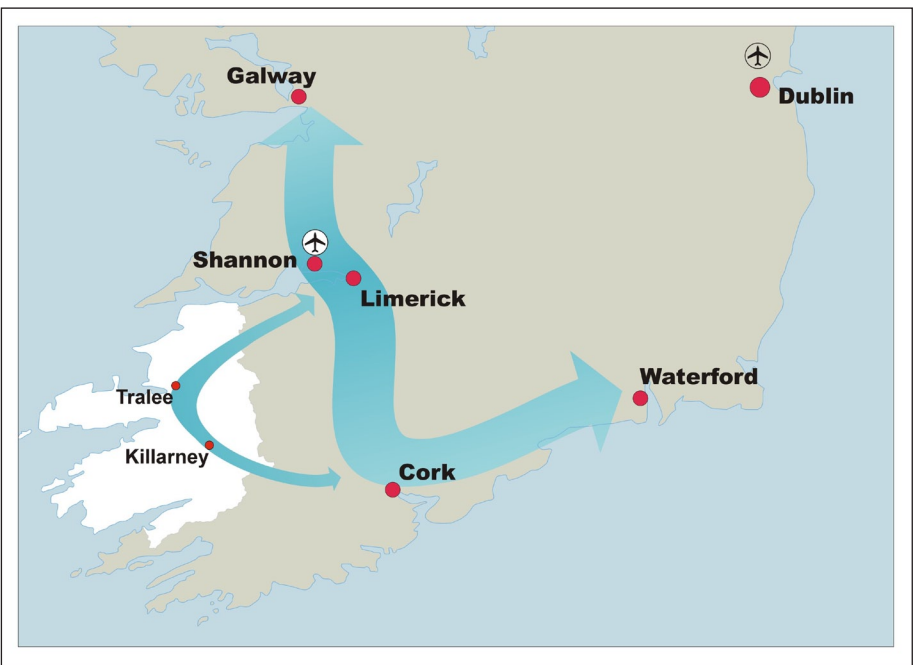 Galway
Dublin
Shannon
Limerick
Waterford
Tralee
Killarney
Cork